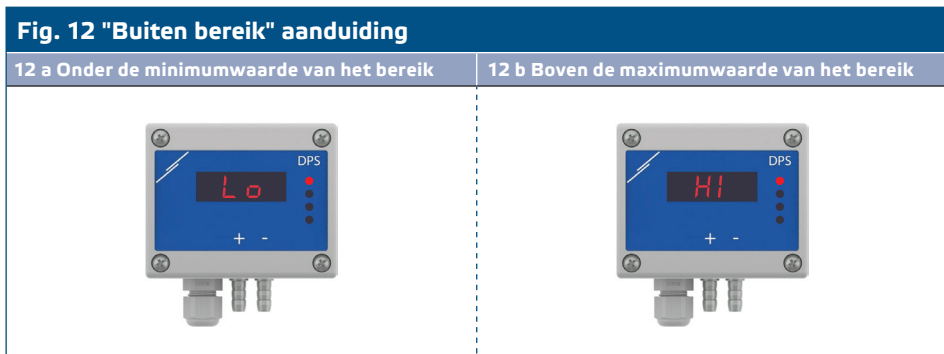 Fig. 12 "Buiten bereik" aanduiding
12 a Onder de minimumwaarde van het bereik
12 b Boven de maximumwaarde van het bereik
DPS
Lo
+ -
DPS
HI
+ -